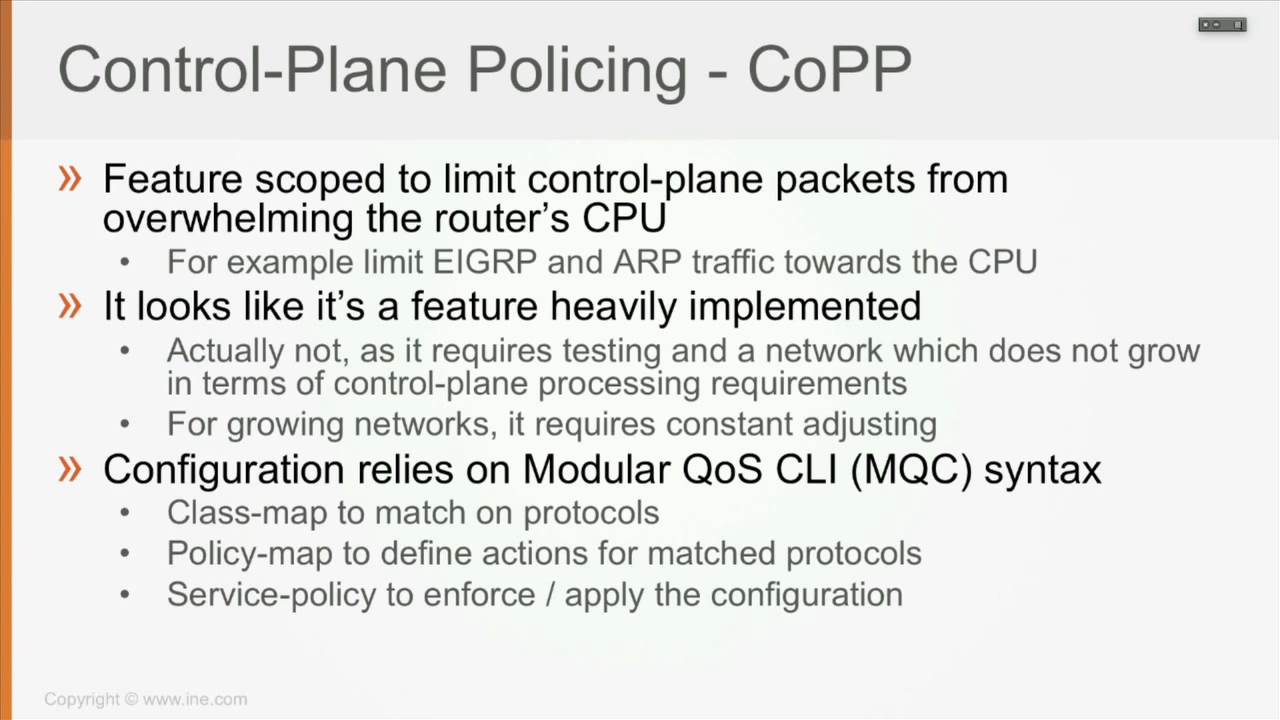 Control-Plane Policing - CoPP
» Feature scoped to limit control-plane packets from
overwhelming the router’s CPU
• For example limit EIGRP and ARP traffic towards the CPU
» It looks like it’s a feature heavily implemented
• Actually not, as it requires testing and a network which does not grow
in terms of control-plane processing requirements
• For growing networks, it requires constant adjusting
» Configuration relies on Modular QoS CLI (MQC) syntax
• Class-map to match on protocols
• Policy-map to define actions for matched protocols
• Service-policy to enforce / apply the configuration
Copyright © www.ine.com